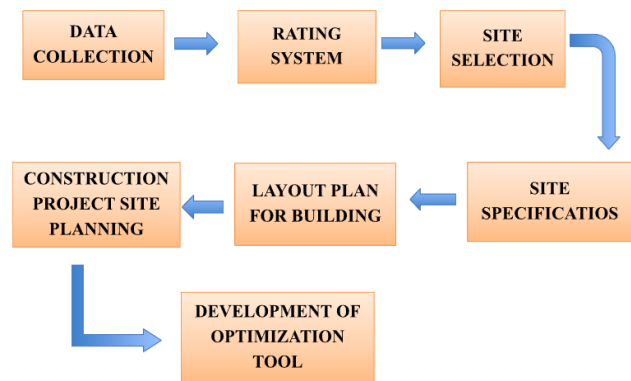 DATA
COLLECTION
RATING
SYSTEM
SITE
SELECTION
SITE
SPECIFICATIOS
LAYOUT PLAN
FOR BUILDING
CONSTRUCTION
PROJECT SITE
PLANNING
DEVELOPMENT OF
OPTIMIZATION
TOOL